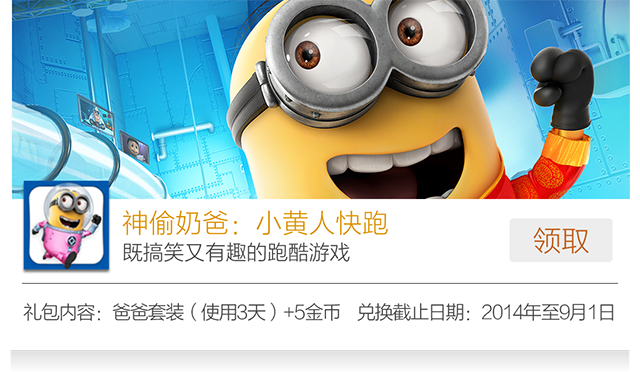 神偷奶爸：小黄人快跑
既搞笑又有趣的跑酷游戏
领取
礼包内容：爸爸套装（使用3天）+5金币 兑换截止日期：2014年至9月1日